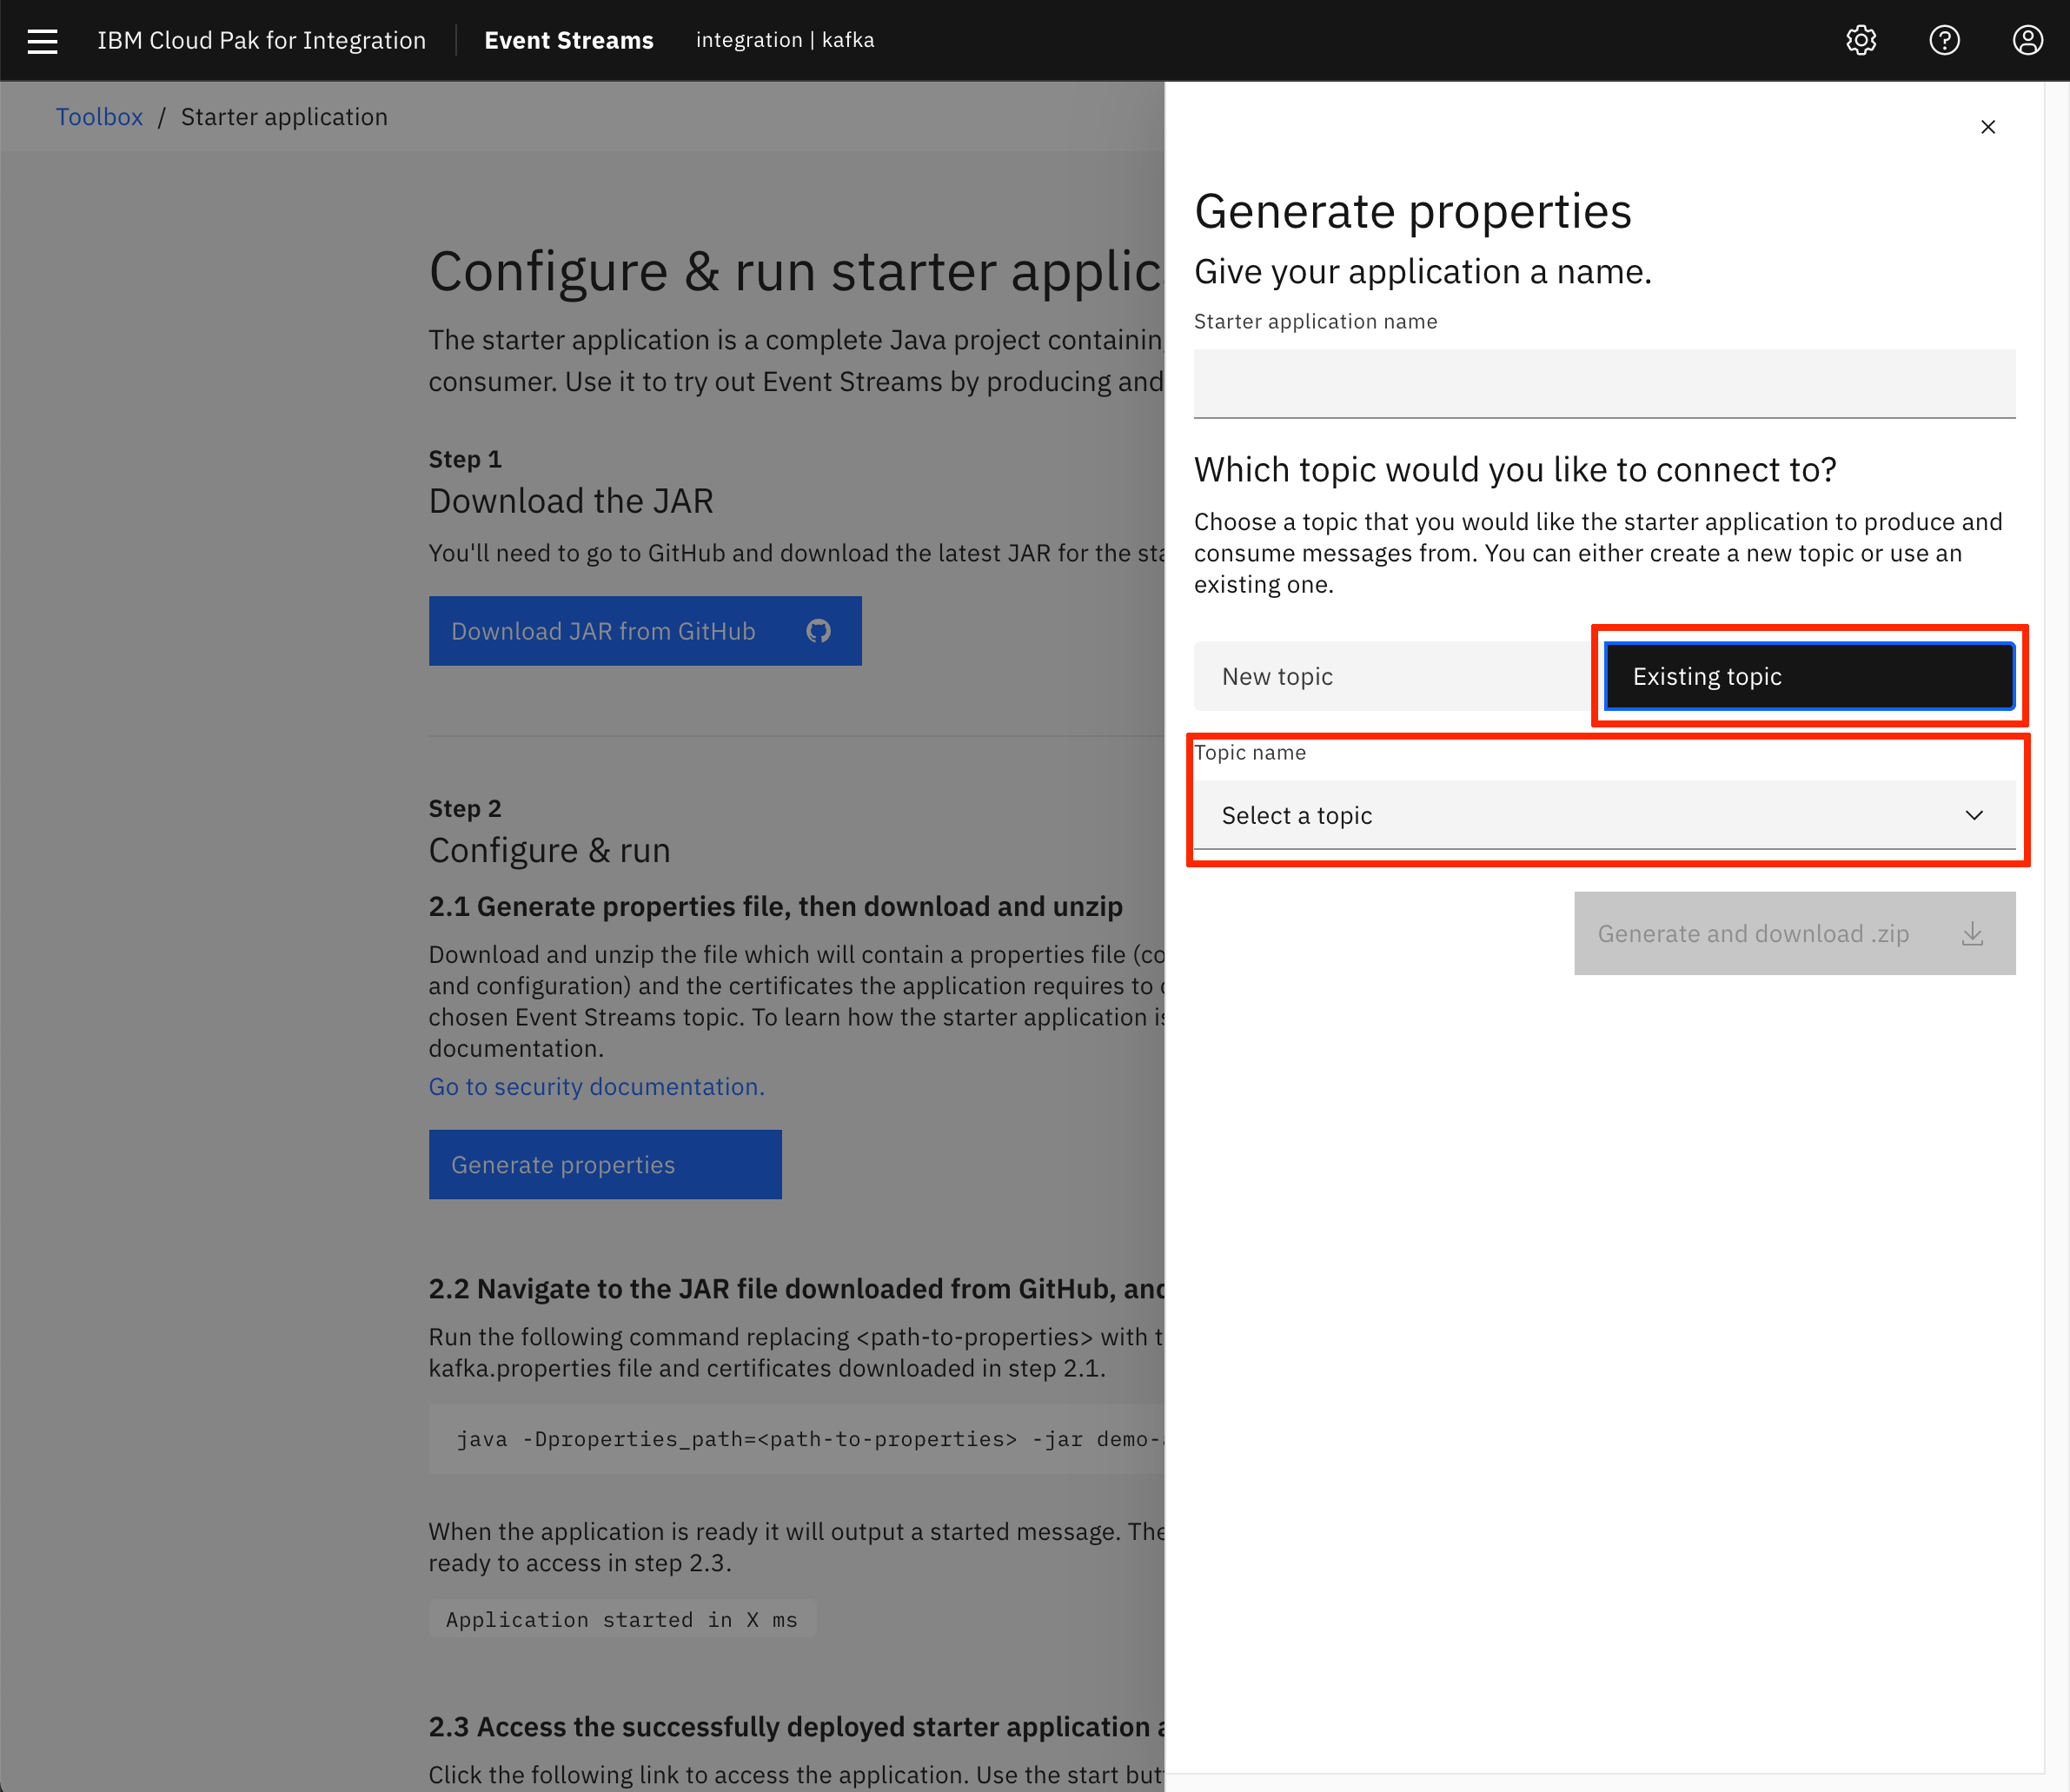 IBM Cloud Pak for Integration
Event Streams
integration | kafka
Toolbox / Starter application
Configure & run starter applic
The starter application is a complete Java project containin
consumer. Use it to try out Event Streams by producing and
Step 1
Download the JAR
You'll need to go to GitHub and download the latest JAR for the sta
Download JAR from GitHub
Step 2
Configure & run
2.1 Generate properties file, then download and unzip
Download and unzip the file which will contain a properties file (co
and configuration) and the certificates the application requires to
chosen Event Streams topic. To learn how the starter application is
documentation.
Go to security documentation.
Generate properties
2.2 Navigate to the JAR file downloaded from GitHub, and
Run the following command replacing <path-to-properties> with t
kafka.properties file and certificates downloaded in step 2.1.
java -Dproperties_path=<path-to-properties> -jar demo-
When the application is ready it will output a started message. The
ready to access in step 2.3.
Application started in X ms
2.3 Access the successfully deployed starter application
Click the following link to access the application. Use the start but
Generate properties
Give your application a name.
Starter application name
Which topic would you like to connect to?
Choose a topic that you would like the starter application to produce and
consume messages from. You can either create a new topic or use an
existing one.
New topic
Existing topic
Topic name
Select a topic
Generate and download .zip